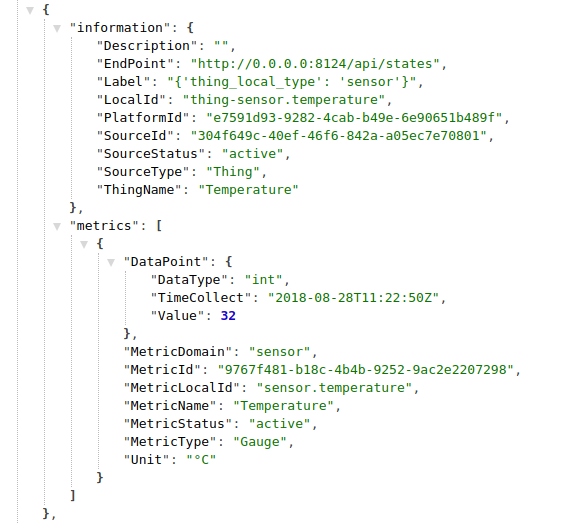 {
"information": {
"Description": "",
"EndPoint": "http://0.0.0.0:8124/api/states",
"Label": "{'thing_local_type': 'sensor'}",
"LocalId": "thing-sensor.temperature",
"PlatformId": "e7591d93-9282-4cab-b49e-6e90651b489f",
"SourceId": "304f649c-40ef-46f6-842a-a05ec7e70801",
"SourceStatus": "active",
"SourceType": "Thing",
"ThingName": "Temperature"
},
"metrics": [
{
"DataPoint": {
"DataType": "int",
"TimeCollect": "2018-08-28T11:22:50Z",
"Value": 32
},
"MetricDomain": "sensor",
"MetricId": "9767f481-b18c-4b4b-9252-9ac2e2207298",
"MetricLocalId": "sensor.temperature",
"MetricName": "Temperature",
"MetricStatus": "active",
"MetricType": "Gauge",
"Unit": "°C"
}
]
},